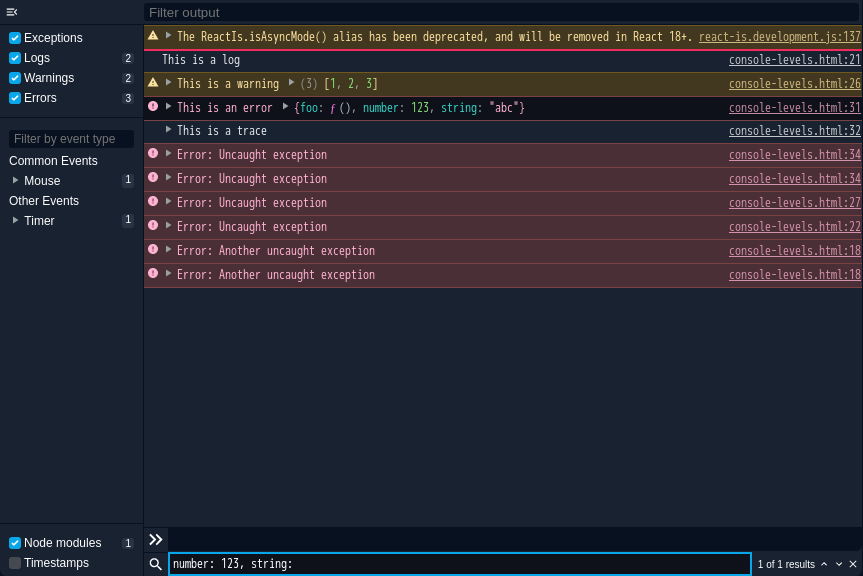 Filter output
Exceptions
Logs 2
Warnings 2
Errors 3
Filter by event type
Common Events
Mouse 1
Other Events
Timer 1
Node modules 1
Timestamps
The ReactIs.isAsyncMode() alias has been deprecated, and will be removed in React 18+. react-is.development.js:137
This is a log console-levels.html:21
This is a warning (3) [1, 2, 3] console-levels.html:26
This is an error {foo: ƒ (), number: 123, string: "abc"} console-levels.html:31
This is a trace console-levels.html:32
Error: Uncaught exception console-levels.html:34
Error: Uncaught exception console-levels.html:34
Error: Uncaught exception console-levels.html:27
Error: Uncaught exception console-levels.html:22
Error: Another uncaught exception console-levels.html:18
Error: Another uncaught exception console-levels.html:18
number: 123, string: 1 of 1 results